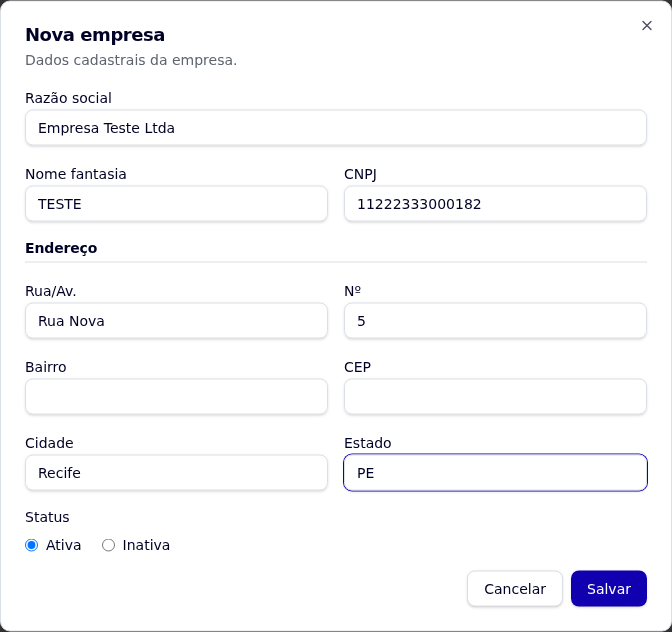 Nova empresa
Dados cadastrais da empresa.
Razão social
Empresa Teste Ltda
Nome fantasia
CNPJ
TESTE
11222333000182
Endereço
Rua/Av.
Nº
Rua Nova
5
Bairro
CEP
Cidade
Estado
Recife
PE
Status
Ativa
Inativa
Cancelar
Salvar